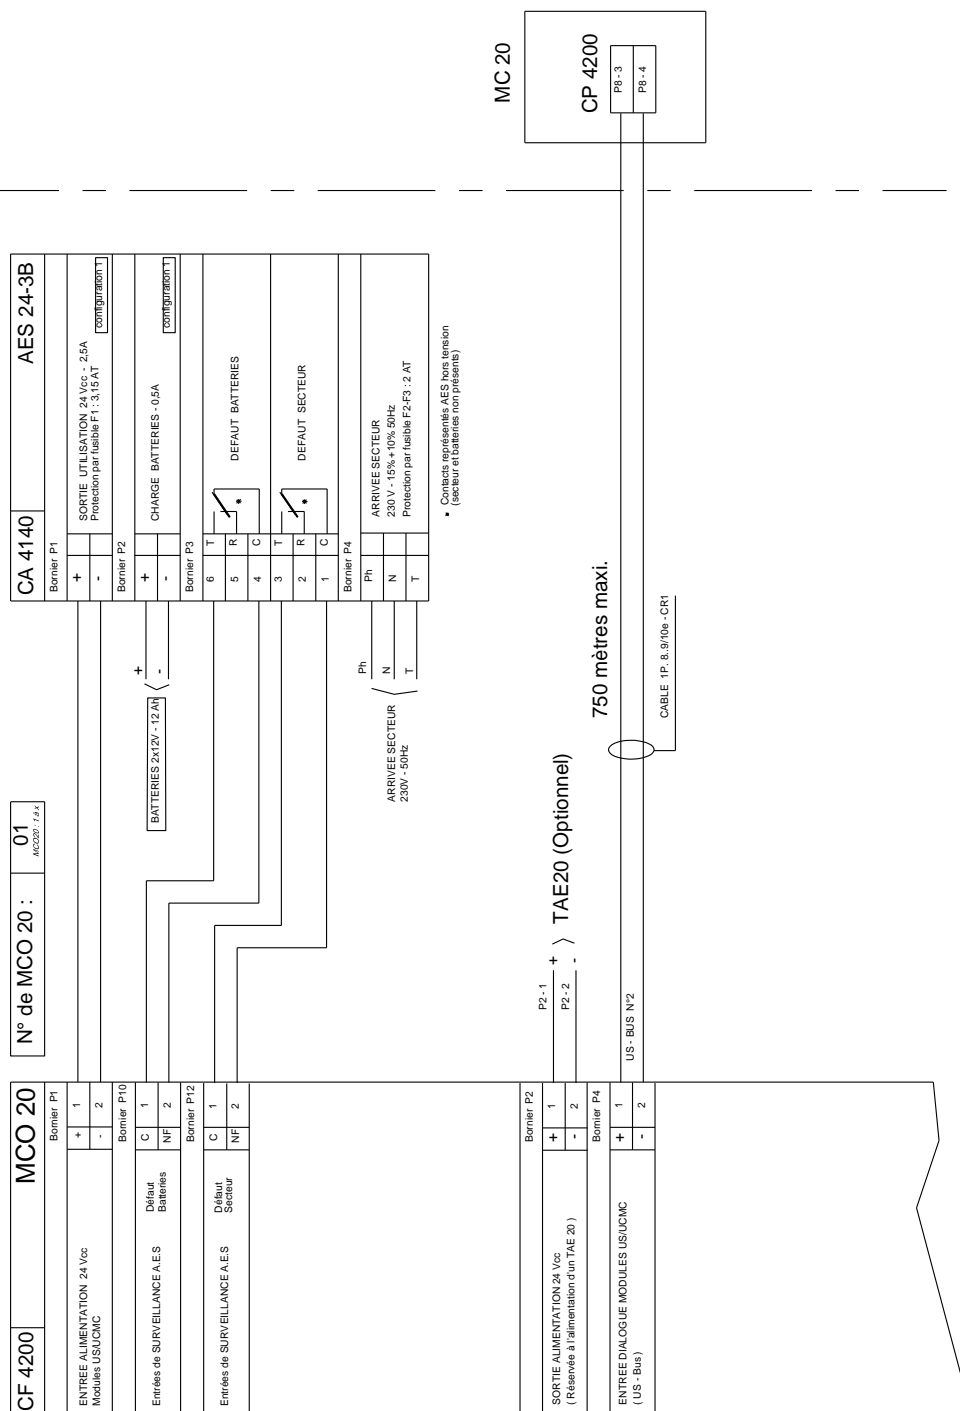 MC 20
CP 4200
P8 - 3
P8 - 4
CA 4140
AES 24-3B
Bornier P1
+
SORTIE UTILISATION 24 Vcc - 2,5A
Protection par fusible F1 : 3,15 AT
-
configuration 1
Bornier P2
+
CHARGE BATTERIES - 0,5A
-
configuration 1
Bornier P3
6 T
5 R
4 C
DEFAUT BATTERIES
*
3 T
2 R
1 C
DEFAUT SECTEUR
*
Bornier P4
Ph
N
T
ARRIVEE SECTEUR
230 V - 15% +10% 50Hz
Protection par fusible F2-F3 : 2 AT
* Contacts représentés AES hors tension
(secteur et batteries non présents)
+
-
BATTERIES 2x12V - 12 Ah
Ph
N
T
ARRIVEE SECTEUR
230V - 50Hz
750 mètres maxi.
CABLE 1P. 8..9/10e - CR1
N° de MCO 20 :
01
MCO20 : 1 à x
P2 - 1 +
P2 - 2 -
TAE20 (Optionnel)
US - BUS N°2
CF 4200
MCO 20
Bornier P1
ENTREE ALIMENTATION 24 Vcc
Modules US/UCMC
+ 1
- 2
Bornier P10
Entrées de SURVEILLANCE A.E.S
Défaut
Batteries
C 1
NF 2
Bornier P12
Entrées de SURVEILLANCE A.E.S
Défaut
Secteur
C 1
NF 2
Bornier P2
SORTIE ALIMENTATION 24 Vcc
( Réservée à l'alimentation d'un TAE 20 )
+ 1
- 2
Bornier P4
ENTREE DIALOGUE MODULES US/UCMC
( US - Bus )
+ 1
- 2